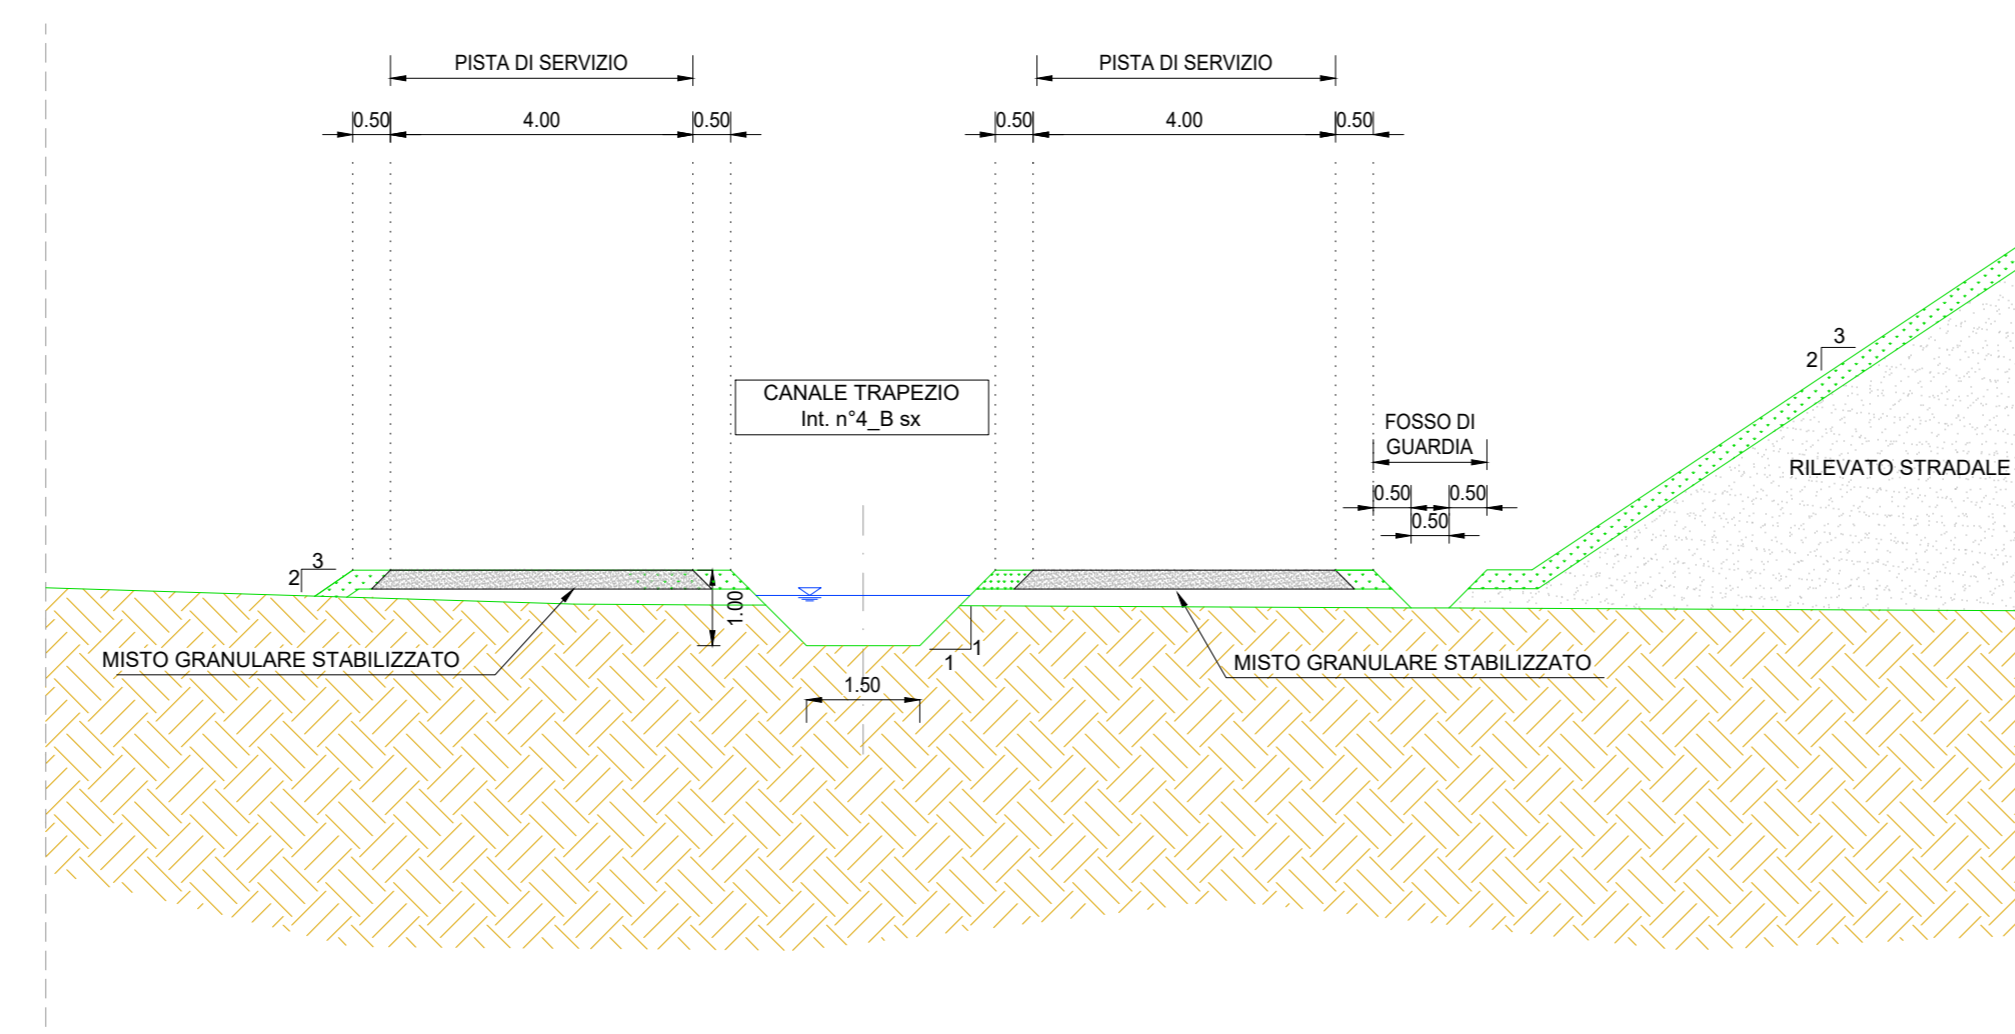 PISTA DI SERVIZIO
PISTA DI SERVIZIO
0.50 4.00 0.50
0.50 4.00 0.50
3
2
CANALE TRAPEZIO
Int. n°4_B sx
FOSSO DI
GUARDIA
RILEVATO STRADALE
0.50 0.50
0.50
3
2
1.00
1
1
MISTO GRANULARE STABILIZZATO
MISTO GRANULARE STABILIZZATO
1.50